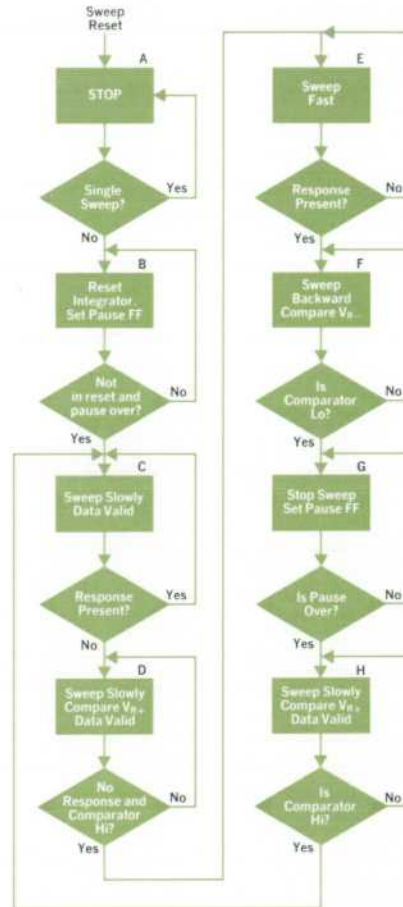 Sweep
Reset
A
STOP
Single
Sweep?
Yes
No
B
Reset
Integrator.
Set Pause FF
Not
in reset and
pause over?
No
Yes
C
Sweep Slowly
Data Valid
Response
Present?
Yes
No
D
Sweep Slowly
Compare VR+
Data Valid
No
Response and
Comparator
Hi?
No
Yes
E
Sweep
Fast
Response
Present?
No
Yes
F
Sweep
Backward
Compare VR−
Is
Comparator
Lo?
No
Yes
G
Stop Sweep
Set Pause FF
Is Pause
Over?
No
Yes
H
Sweep Slowly
Compare VR+
Data Valid
Is
Comparator
Hi?
No
Yes